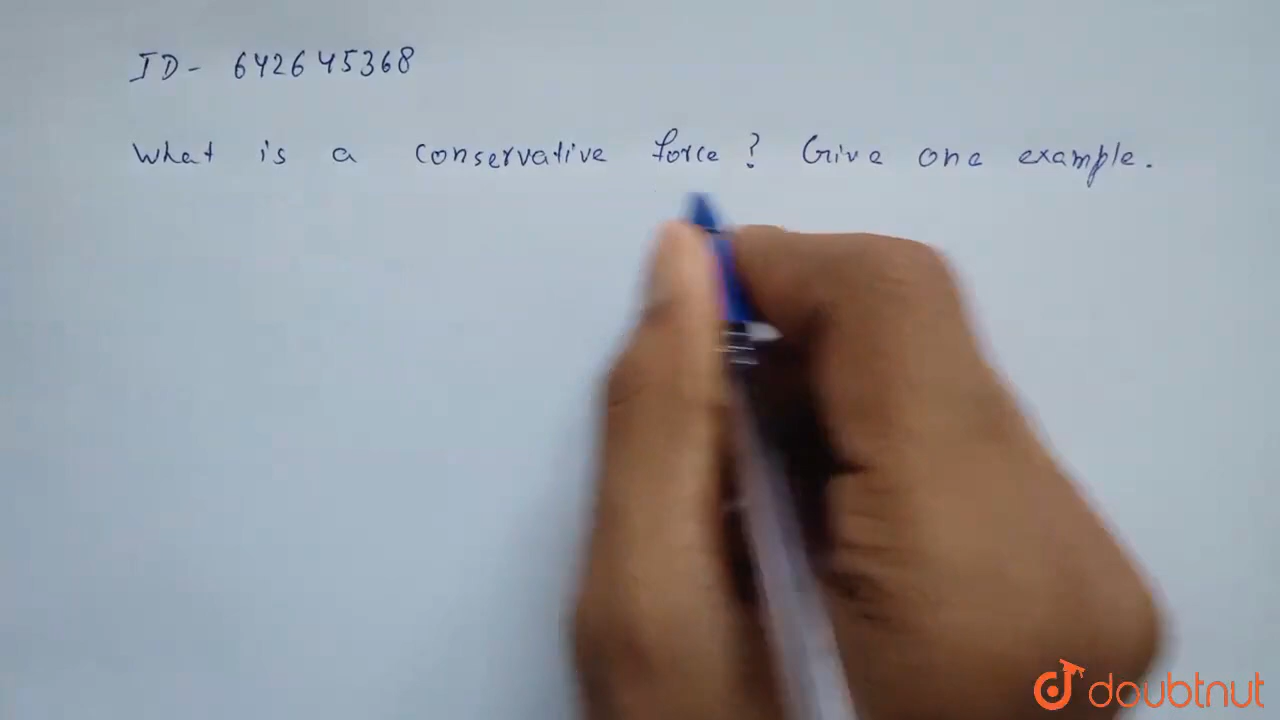 ID- 642645368
What is a conservative force? Give one example.
doubtnut